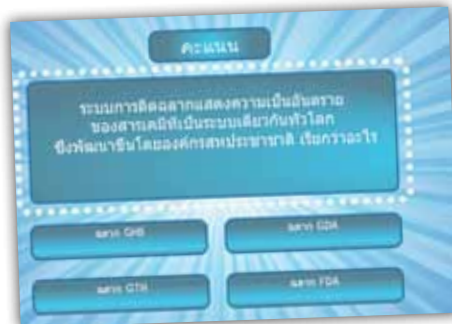 คะแนน
ระบบการติดฉลากแสดงความเป็นอันตราย
ของสารเคมีที่เป็นระบบเดียวกันทั่วโลก
ซึ่งพัฒนาขึ้นโดยองค์กรสหประชาชาติ เรียกว่าอะไร
ฉลาก GHS
ฉลาก GDA
ฉลาก GTH
ฉลาก FDA